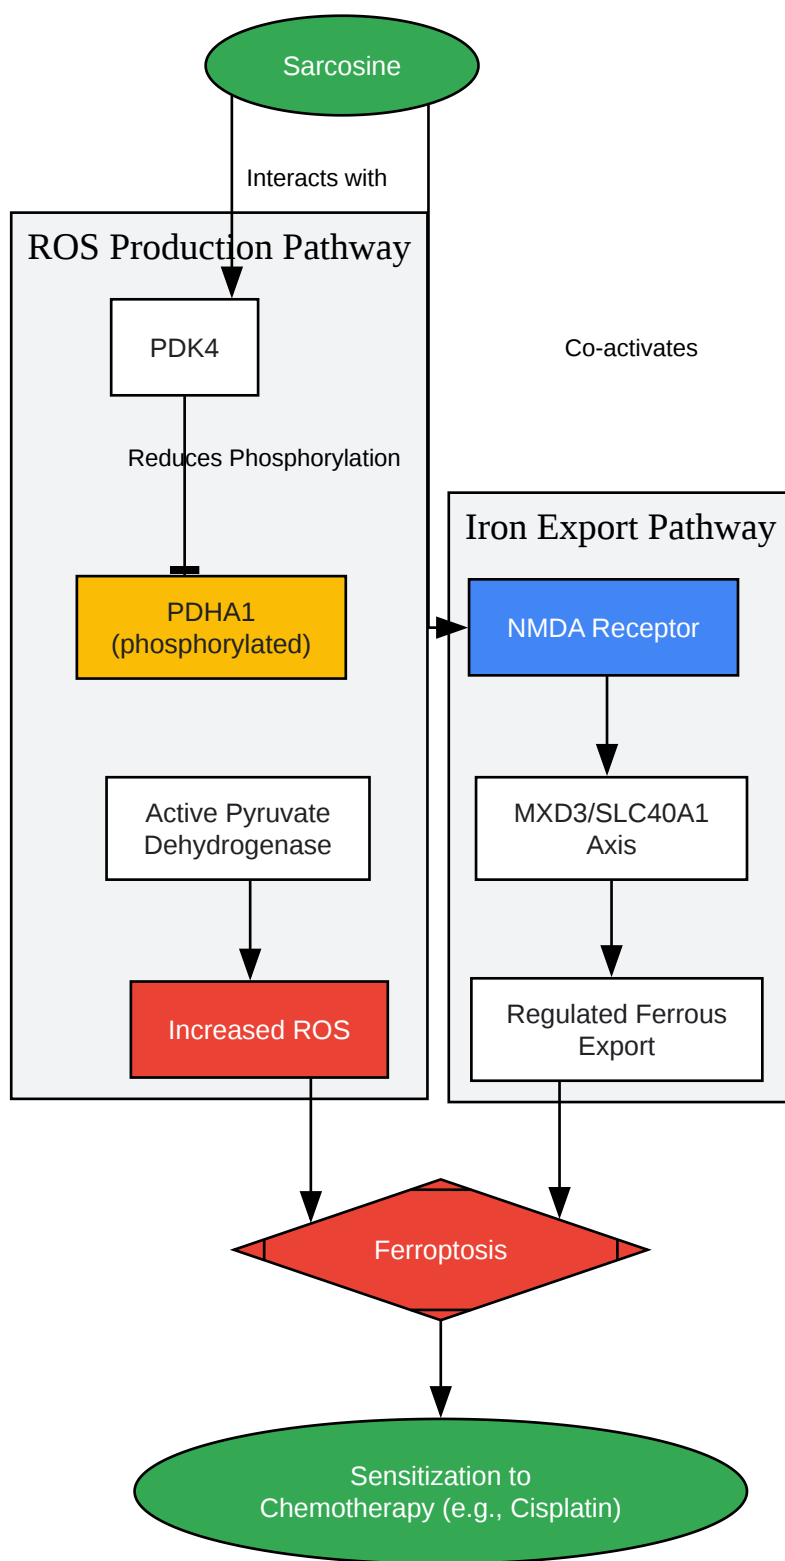 Sarcosine
Interacts with
ROS Production Pathway
PDK4
Co-activates
Reduces Phosphorylation
Iron Export Pathway
PDHA1
(phosphorylated)
NMDA Receptor
Active Pyruvate
Dehydrogenase
MXD3/SLC40A1
Axis
Increased ROS
Regulated Ferrous
Export
Ferroptosis
Sensitization to
Chemotherapy (e.g., Cisplatin)